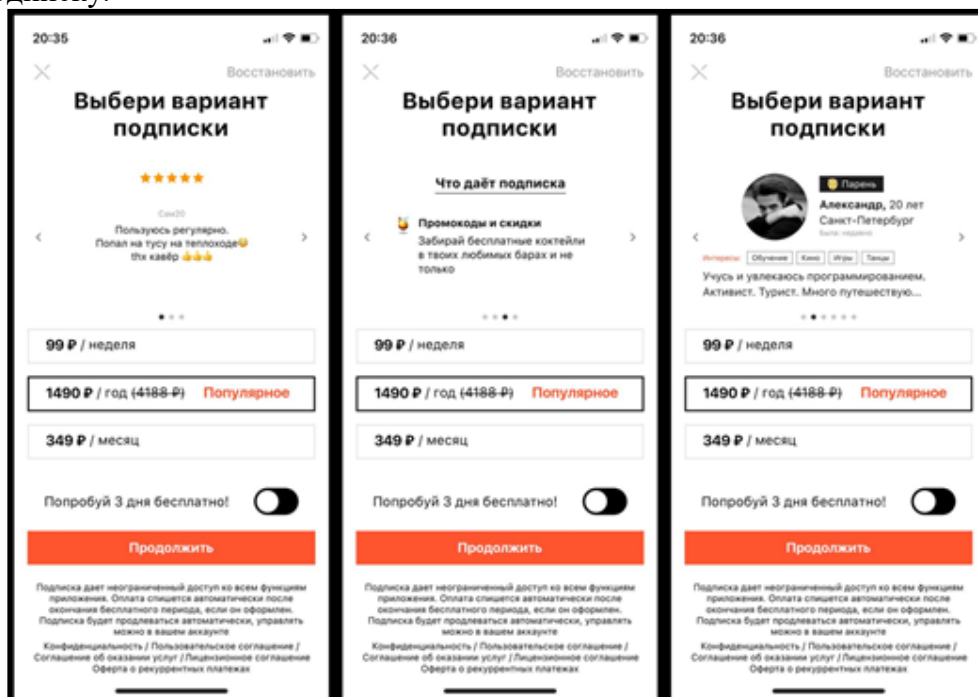 20:35
Восстановить
Выбери вариант
подписки
Сем20
Пользуюсь регулярно.
Попал на тусу на теплоходе
thx кавёр
99 ₽ / неделя
1490 ₽ / год (4188 ₽) Популярное
349 ₽ / месяц
Попробуй 3 дня бесплатно!
Продолжить
Подписка дает неограниченный доступ ко всем функциям
приложения. Оплата спишется автоматически после
окончания бесплатного периода, если он оформлен.
Подписка будет продлеваться автоматически, управлять
можно в вашем аккаунте
Конфиденциальность / Пользовательское соглашение /
Соглашение об оказании услуг / Лицензионное соглашение
Оферта о рекуррентных платежах
20:36
Восстановить
Выбери вариант
подписки
Что даёт подписка
Промокоды и скидки
Забирай бесплатные коктейли
в твоих любимых барах и не
только
99 ₽ / неделя
1490 ₽ / год (4188 ₽) Популярное
349 ₽ / месяц
Попробуй 3 дня бесплатно!
Продолжить
Подписка дает неограниченный доступ ко всем функциям
приложения. Оплата спишется автоматически после
окончания бесплатного периода, если он оформлен.
Подписка будет продлеваться автоматически, управлять
можно в вашем аккаунте
Конфиденциальность / Пользовательское соглашение /
Соглашение об оказании услуг / Лицензионное соглашение
Оферта о рекуррентных платежах
20:36
Восстановить
Выбери вариант
подписки
Парень
Александр, 20 лет
Санкт-Петербург
была недавно
Интересы: Обучение Кино Игры Танцы
Учусь и увлекаюсь программированием.
Активист. Турист. Много путешествую...
99 ₽ / неделя
1490 ₽ / год (4188 ₽) Популярное
349 ₽ / месяц
Попробуй 3 дня бесплатно!
Продолжить
Подписка дает неограниченный доступ ко всем функциям
приложения. Оплата спишется автоматически после
окончания бесплатного периода, если он оформлен.
Подписка будет продлеваться автоматически, управлять
можно в вашем аккаунте
Конфиденциальность / Пользовательское соглашение /
Соглашение об оказании услуг / Лицензионное соглашение
Оферта о рекуррентных платежах